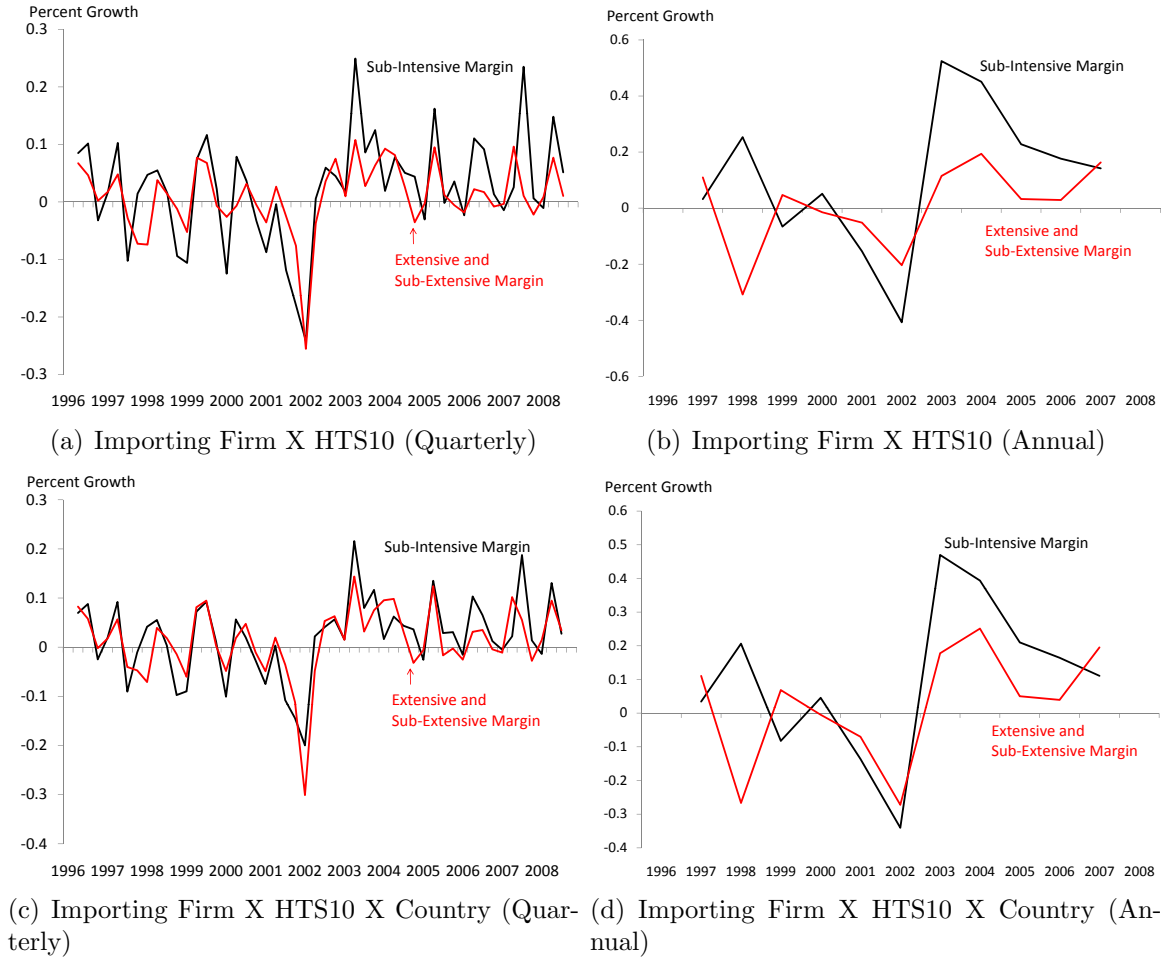 Percent Growth
0.3
0.2
0.1
0
-0.1
-0.2
-0.3
Sub-Intensive Margin
Extensive and
Sub-Extensive Margin
1996 1997 1998 1999 2000 2001 2002 2003 2004 2005 2006 2007 2008
(a) Importing Firm X HTS10 (Quarterly)
Percent Growth
0.6
0.4
0.2
0
-0.2
-0.4
-0.6
Sub-Intensive Margin
Extensive and
Sub-Extensive Margin
1996 1997 1998 1999 2000 2001 2002 2003 2004 2005 2006 2007 2008
(b) Importing Firm X HTS10 (Annual)
Percent Growth
0.3
0.2
0.1
0
-0.1
-0.2
-0.3
-0.4
Sub-Intensive Margin
Extensive and
Sub-Extensive Margin
1996 1997 1998 1999 2000 2001 2002 2003 2004 2005 2006 2007 2008
(c) Importing Firm X HTS10 X Country (Quar-
terly)
Percent Growth
0.6
0.5
0.4
0.3
0.2
0.1
0
-0.1
-0.2
-0.3
-0.4
Sub-Intensive Margin
Extensive and
Sub-Extensive Margin
1996 1997 1998 1999 2000 2001 2002 2003 2004 2005 2006 2007 2008
(d) Importing Firm X HTS10 X Country (An-
nual)